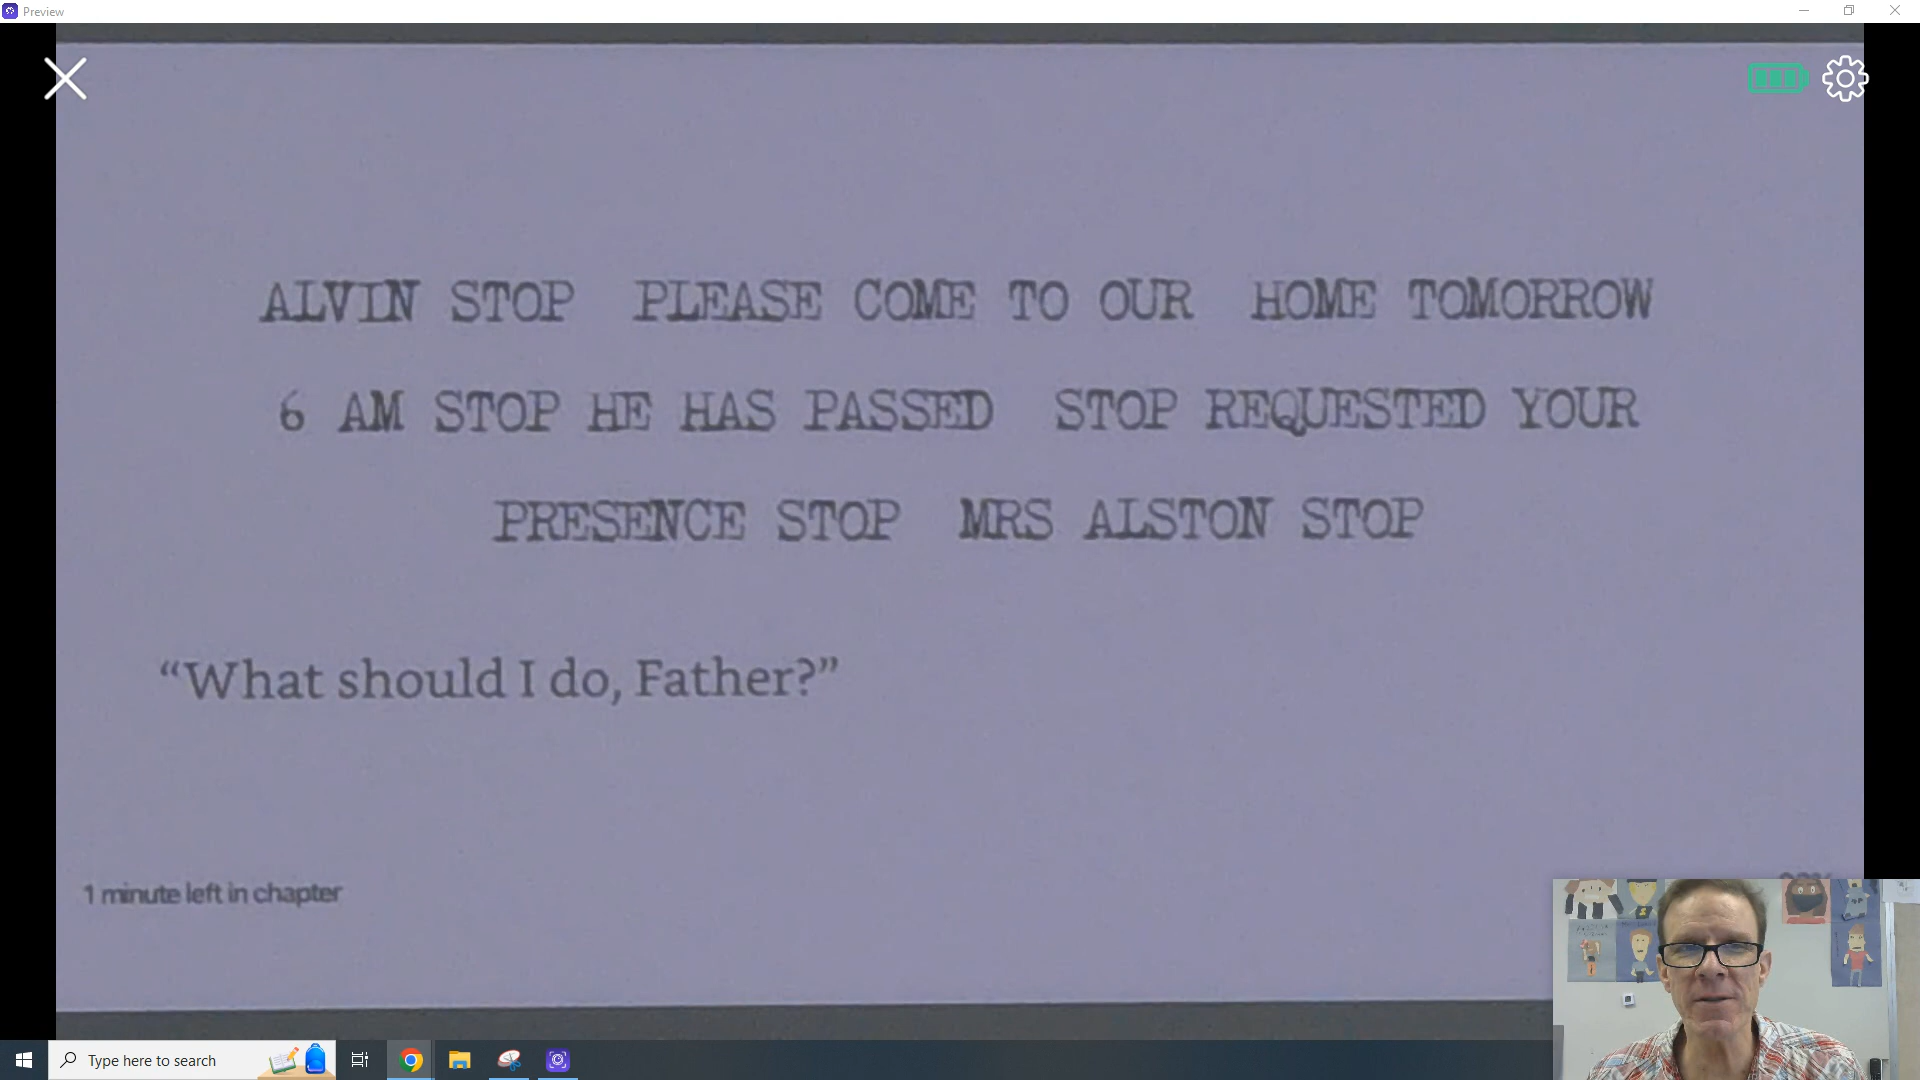 Preview
ALVIN STOP PLEASE COME TO OUR HOME TOMORROW
6 AM STOP HE HAS PASSED STOP REQUESTED YOUR
PRESENCE STOP MRS ALSTON STOP
“What should I do, Father?”
1 minute left in chapter
Type here to search